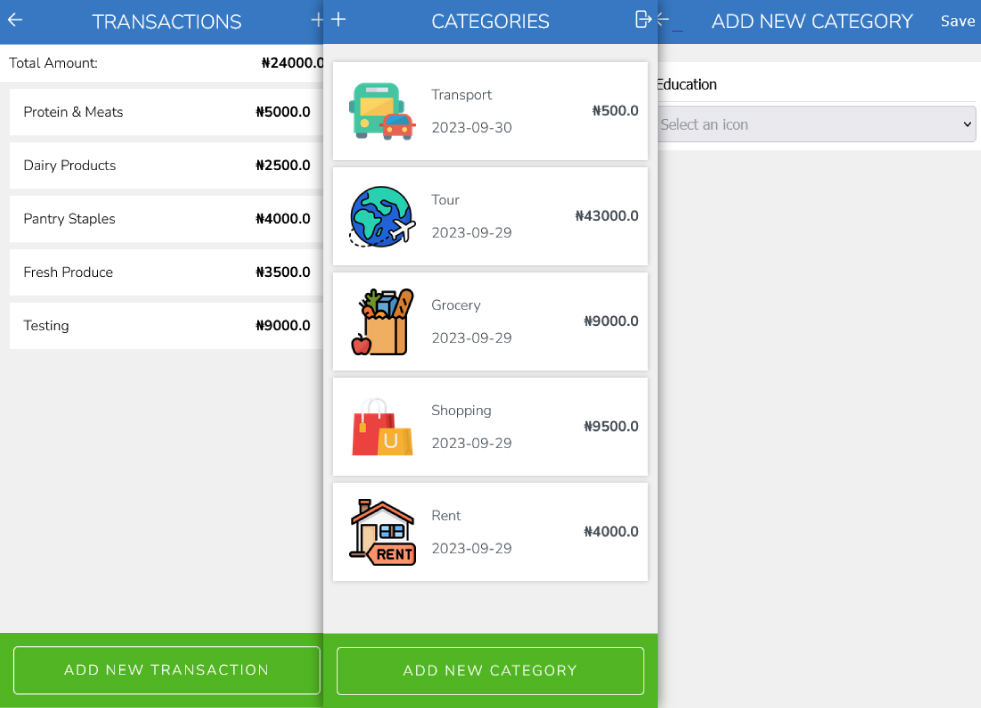 TRANSACTIONS
Total Amount: ₦24000.0
Protein & Meats ₦5000.0
Dairy Products ₦2500.0
Pantry Staples ₦4000.0
Fresh Produce ₦3500.0
Testing ₦9000.0
ADD NEW TRANSACTION
CATEGORIES
Transport
2023-09-30
₦500.0
Tour
2023-09-29
₦43000.0
Grocery
2023-09-29
₦9000.0
Shopping
2023-09-29
₦9500.0
U
Rent
2023-09-29
₦4000.0
RENT
ADD NEW CATEGORY
ADD NEW CATEGORY
Save
Education
Select an icon